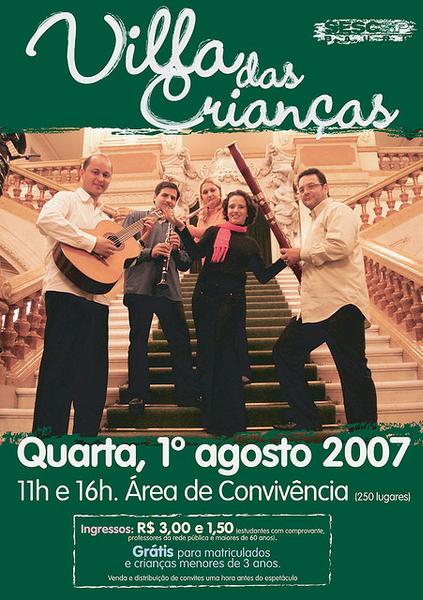 Villa
das
Crianças
SESC SP
Quarta, 1º agosto 2007
11h e 16h. Área de Convivência (250 lugares)
Ingressos: R$ 3,00 e 1,50 (estudantes com comprovante,
professores da rede pública e maiores de 60 anos).
Grátis para matriculados
e crianças menores de 3 anos.
Venda e distribuição de convites uma hora antes do espetáculo